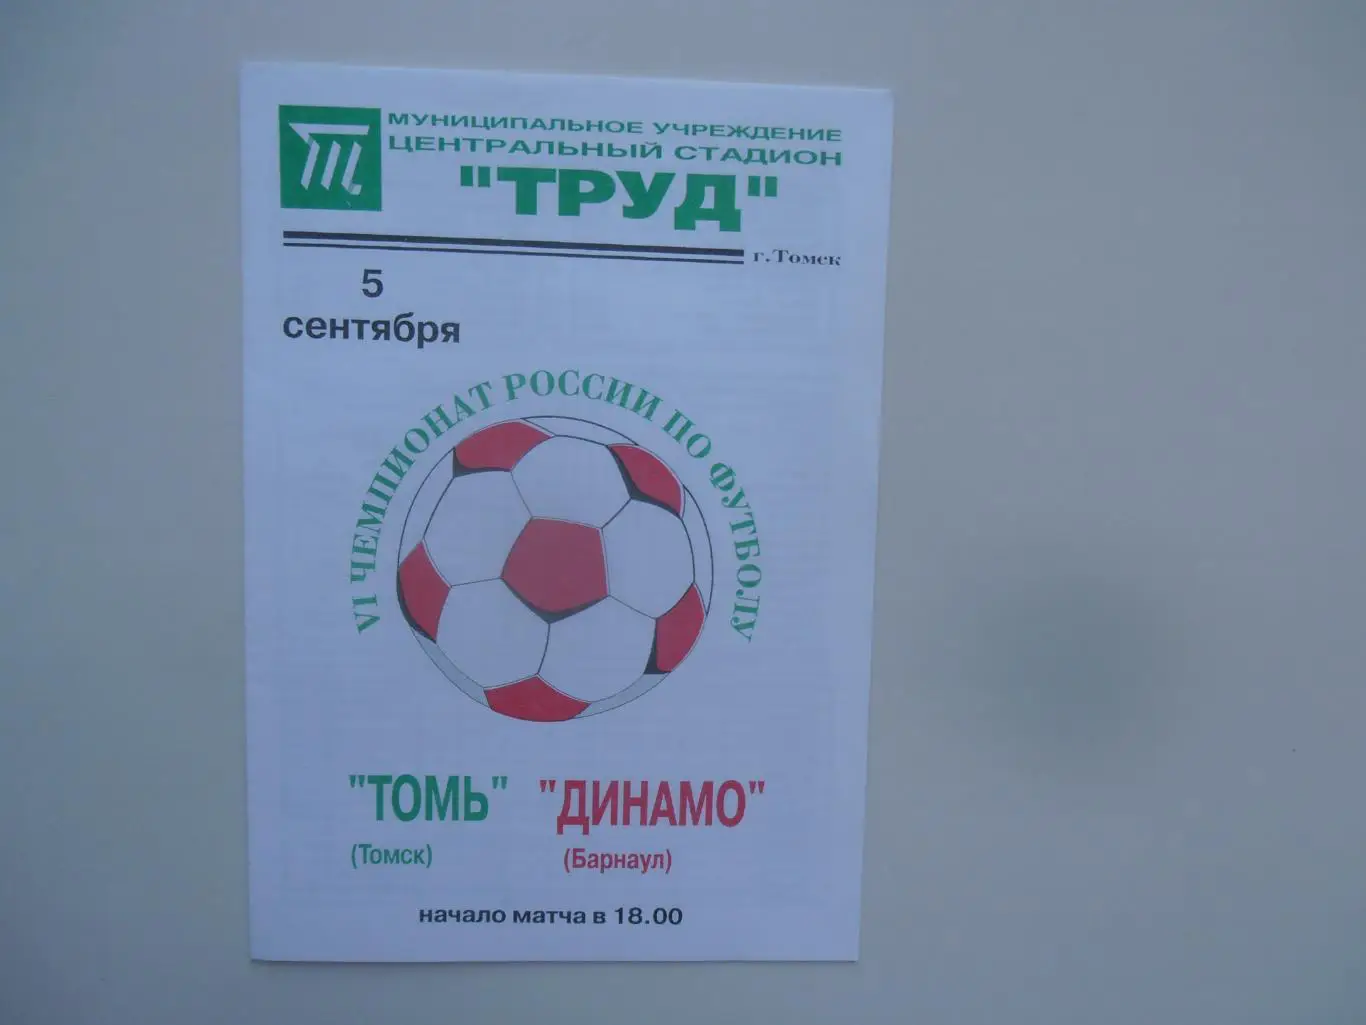 МУНИЦИПАЛЬНОЕ УЧРЕЖДЕНИЕ
ЦЕНТРАЛЬНЫЙ СТАДИОН
"ТРУД"
г.Томск
5
сентября
VI ЧЕМПИОНАТ РОССИИ ПО ФУТБОЛУ
"ТОМЬ" "ДИНАМО"
(Томск) (Барнаул)
начало матча в 18.00